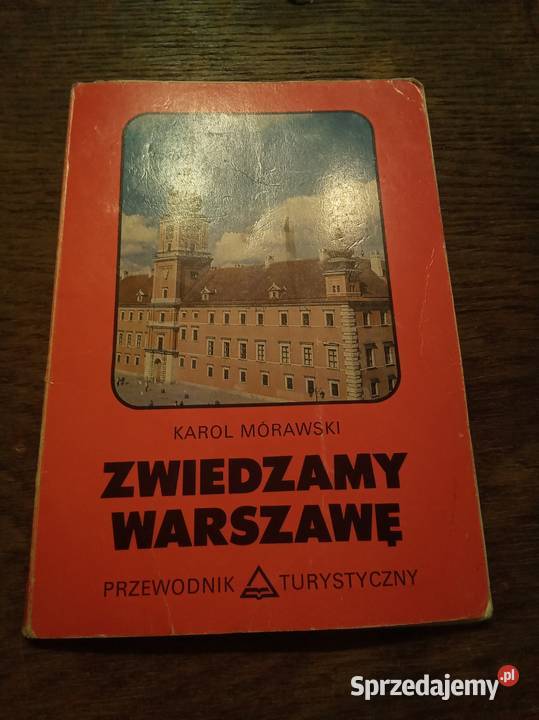 KAROL MÓRAWSKI
ZWIEDZAMY
WARSZAWĘ
PRZEWODNIK TURYSTYCZNY
Sprzedajemy.pl